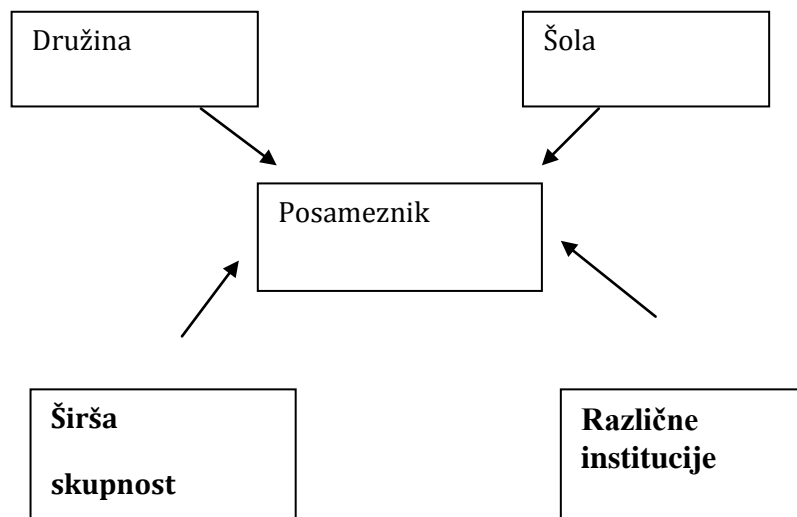 Družina
Šola
Posameznik
Širša
skupnost
Različne
institucije